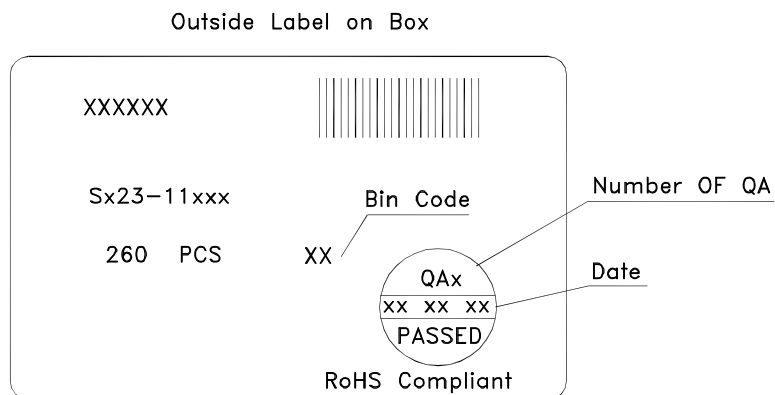 Outside Label on Box
XXXXXX
Sx23-11xxx
Bin Code
Number OF QA
260 PCS
XX
QAx
Date
XX XX XX
PASSED
RoHS Compliant